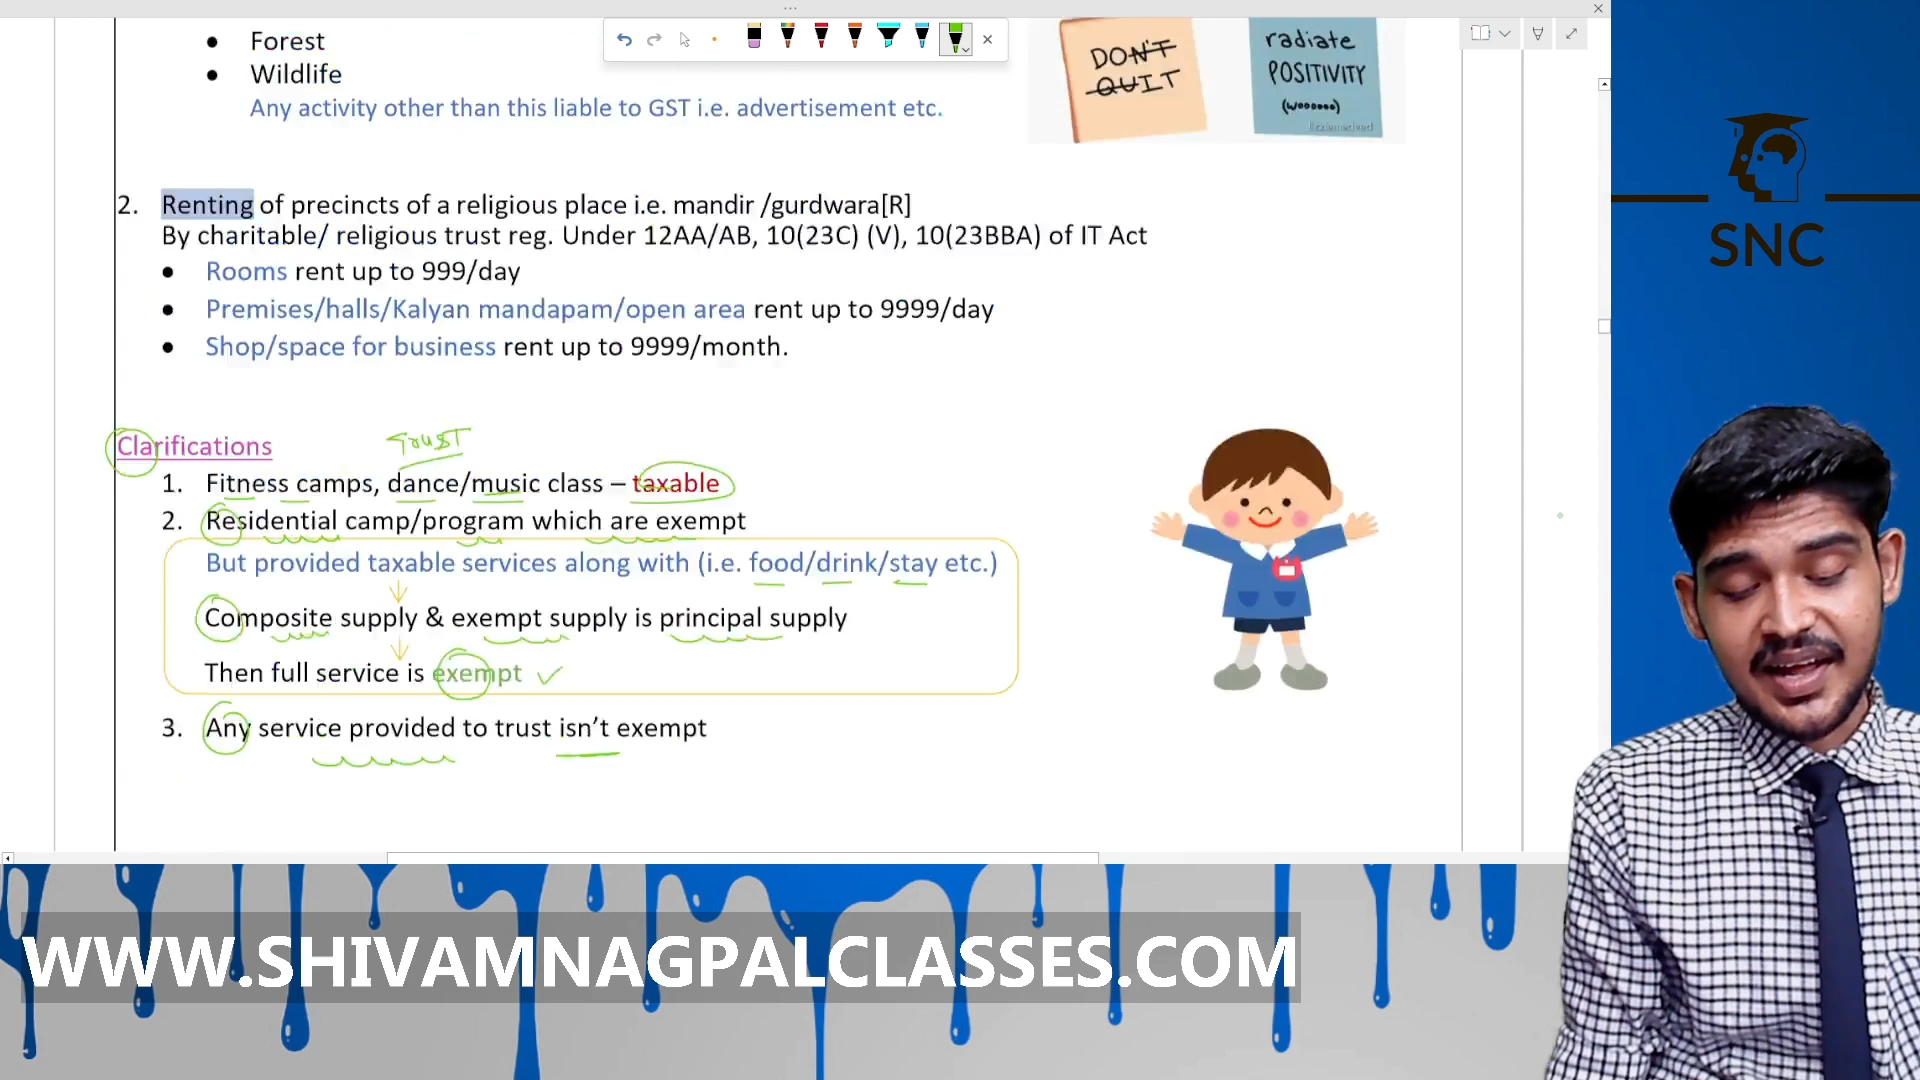 Forest
Wildlife
Any activity other than this liable to GST i.e. advertisement etc.
DON'T
QUIT
radiate
POSITIVITY
(woooooo)
2. Renting of precincts of a religious place i.e. mandir /gurdwara[R]
By charitable/ religious trust reg. Under 12AA/AB, 10(23C) (V), 10(23BBA) of IT Act
Rooms rent up to 999/day
Premises/halls/Kalyan mandapam/open area rent up to 9999/day
Shop/space for business rent up to 9999/month.
SNC
Clarifications
Trust
1. Fitness camps, dance/music class – taxable
2. Residential camp/program which are exempt
But provided taxable services along with (i.e. food/drink/stay etc.)
Composite supply & exempt supply is principal supply
Then full service is exempt
3. Any service provided to trust isn't exempt
WWW.SHIVAMNAGPALCLASSES.COM